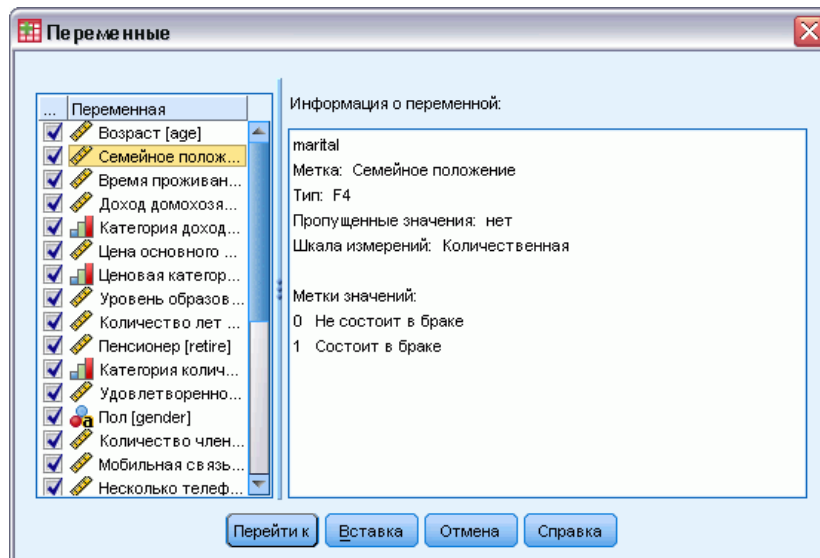 Переменные
... Переменная
Возраст [age]
Семейное полож...
Время проживан...
Доход домохозя...
Категория доход...
Цена основного ...
Ценовая категор...
Уровень образов...
Количество лет ...
Пенсионер [retire]
Категория колич...
Удовлетворенно...
Пол [gender]
Количество член...
Мобильная связь...
Несколько телеф...
Информация о переменной:
marital
Метка: Семейное положение
Тип: F4
Пропущенные значения: нет
Шкала измерений: Количественная
Метки значений:
0 Не состоит в браке
1 Состоит в браке
Перейти к Вставка Отмена Справка